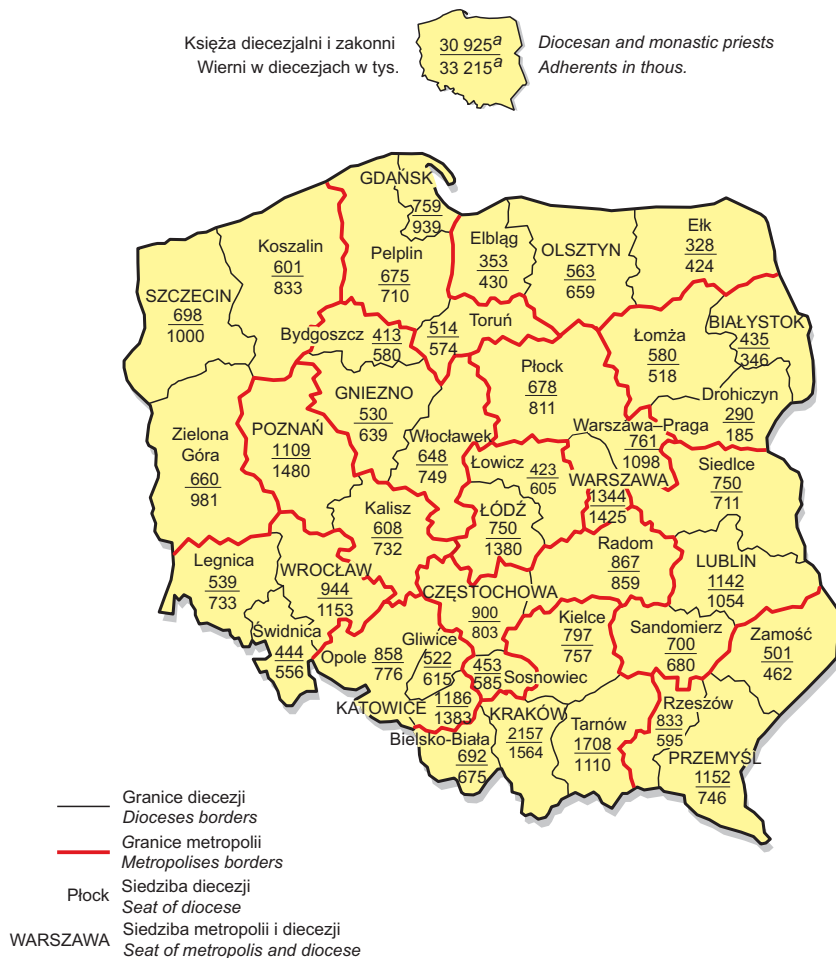 Księża diecezjalni i zakonni
Wierni w diecezjach w tys.
30 925a
33 215a
Diocesan and monastic priests
Adherents in thous.
GDAŃSK
759
939
Koszalin
601
833
Pelplin
675
710
Elbląg
353
430
OLSZTYN
563
659
Ełk
328
424
SZCZECIN
698
1000
Bydgoszcz
413
580
514
574
Toruń
Łomża
580
518
BIAŁYSTOK
435
346
Płock
678
811
Drohiczyn
290
185
GNIEZNO
530
639
Zielona
Góra
660
981
POZNAŃ
1109
1480
Włocławek
648
749
Warszawa–Praga
761
1098
Łowicz
423
605
WARSZAWA
1344
1425
Siedlce
750
711
Kalisz
608
732
ŁÓDŹ
750
1380
Radom
867
859
LUBLIN
1142
1054
Legnica
539
733
WROCŁAW
944
1153
CZĘSTOCHOWA
900
803
Kielce
797
757
Sandomierz
700
680
Zamość
501
462
Świdnica
444
556
Opole
858
776
Gliwice
522
615
453
585
Sosnowiec
KATOWICE
1186
1383
KRAKÓW
2157
1564
Tarnów
1708
1110
Rzeszów
833
595
Bielsko-Biała
692
675
PRZEMYŚL
1152
746
Granice diecezji
Dioceses borders
Granice metropolii
Metropolises borders
Płock
Siedziba diecezji
Seat of diocese
WARSZAWA
Siedziba metropolii i diecezji
Seat of metropolis and diocese